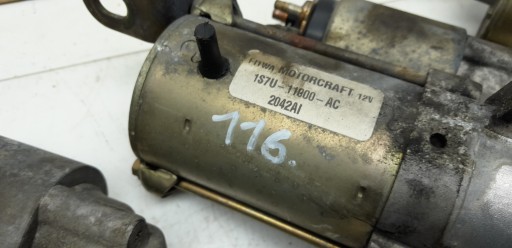 MOTORCRAFT 12V
1S7U-11000-AC
2042AI
116.